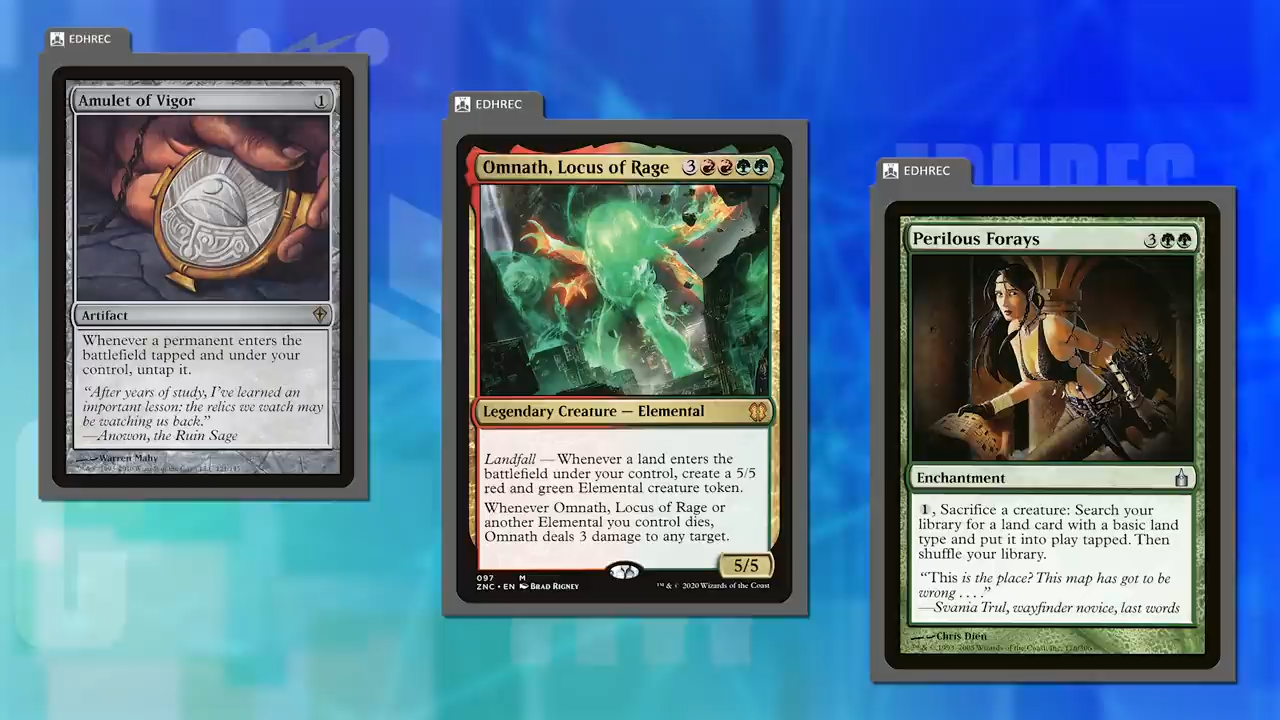 EDHREC
Amulet of Vigor 1
Artifact
Whenever a permanent enters the
battlefield tapped and under your
control, untap it.
“After years of study, I’ve learned an
important lesson: the relics we watch may
be watching us back.”
—Anowon, the Ruin Sage
Warren Mahy
EDHREC
Omnath, Locus of Rage 3
Legendary Creature — Elemental
Landfall — Whenever a land enters the
battlefield under your control, create a 5/5
red and green Elemental creature token.
Whenever Omnath, Locus of Rage or
another Elemental you control dies,
Omnath deals 3 damage to any target.
5/5
097 M
ZNC • EN Brad Rigney
™ & © 2020 Wizards of the Coast
EDHREC
EDHREC
Perilous Forays 3
Enchantment
1, Sacrifice a creature: Search your
library for a land card with a basic land
type and put it into play tapped. Then
shuffle your library.
“This is the place? This map has got to be
wrong . . . .”
—Svania Trul, wayfinder novice, last words
Chris Dien